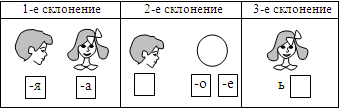 1-е склонение 2-е склонение 3-е склонение
-я -а -о -е ь